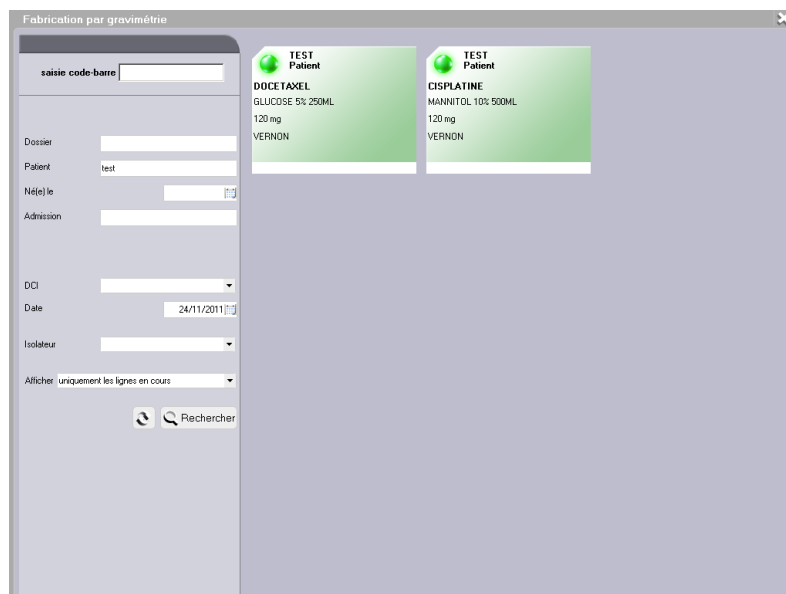 Fabrication par gravimétrie
saisie code-barre
Dossier
Patient test
Né(e) le
Admission
DCI
Date 24/11/2011
Isolateur
Afficher uniquement les lignes en cours
Rechercher
TEST
Patient
DOCETAXEL
GLUCOSE 5% 250ML
120 mg
VERNON
TEST
Patient
CISPLATINE
MANNITOL 10% 500ML
120 mg
VERNON